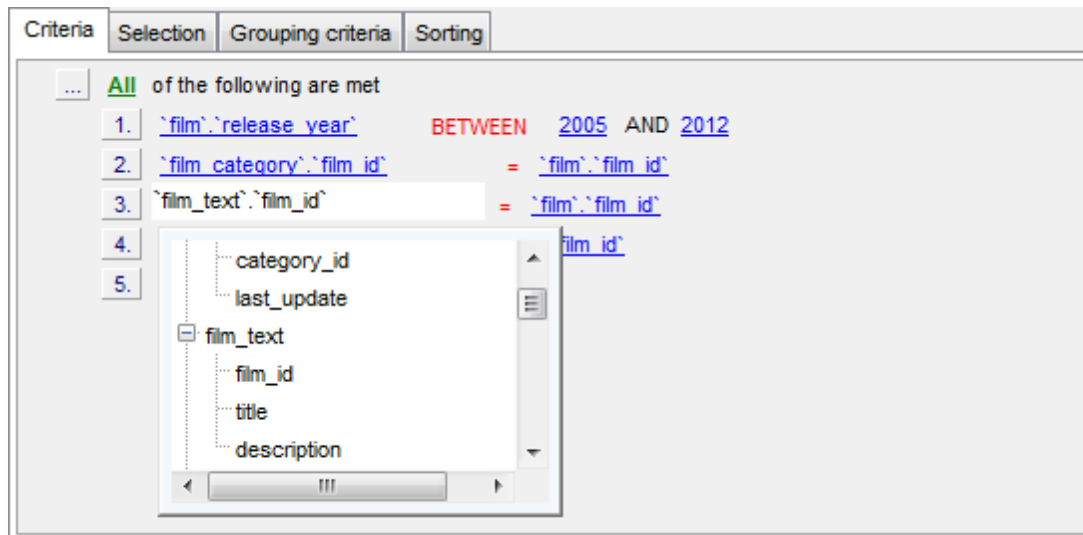 Criteria Selection Grouping criteria Sorting
... All of the following are met
1. `film`.`release_year` BETWEEN 2005 AND 2012
2. `film_category`.`film_id` = `film`.`film_id`
3. `film_text`.`film_id` = `film`.`film_id`
4. film_id`
category_id
5.
last_update
film_text
film_id
title
description